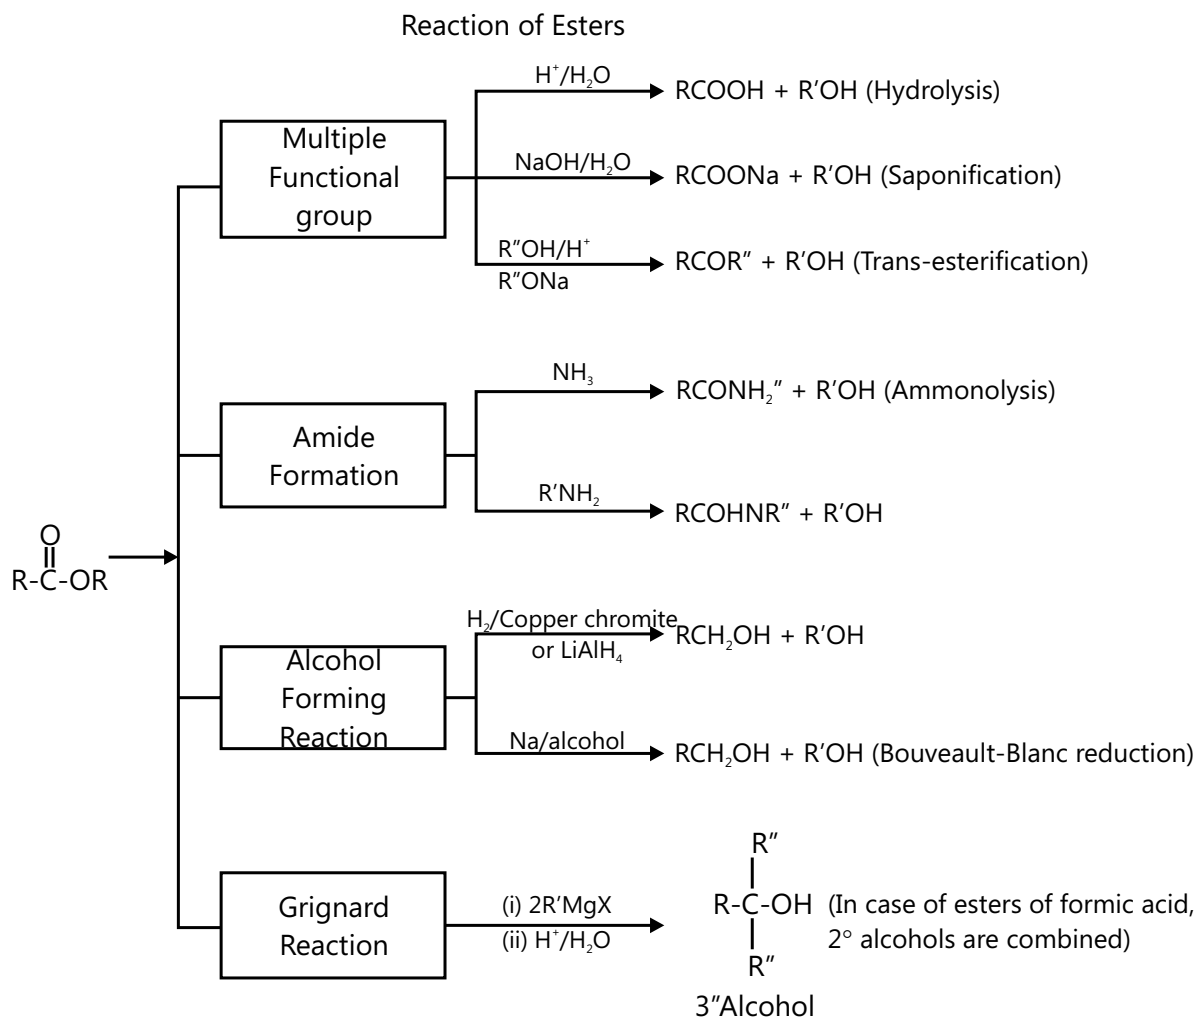 Reaction of Esters
H⁺/H₂O
RCOOH + R’OH (Hydrolysis)
Multiple
Functional
group
NaOH/H₂O
RCOONa + R’OH (Saponification)
R”OH/H⁺
R”ONa
RCOR” + R’OH (Trans-esterification)
NH₃
RCONH₂” + R’OH (Ammonolysis)
Amide
Formation
R’NH₂
RCOHNR” + R’OH
O
R-C-OR
H₂/Copper chromite
or LiAlH₄
RCH₂OH + R’OH
Alcohol
Forming
Reaction
Na/alcohol
RCH₂OH + R’OH (Bouveault-Blanc reduction)
Grignard
Reaction
(i) 2R’MgX
(ii) H⁺/H₂O
R”
R-C-OH
R”
(In case of esters of formic acid,
2° alcohols are combined)
3”Alcohol